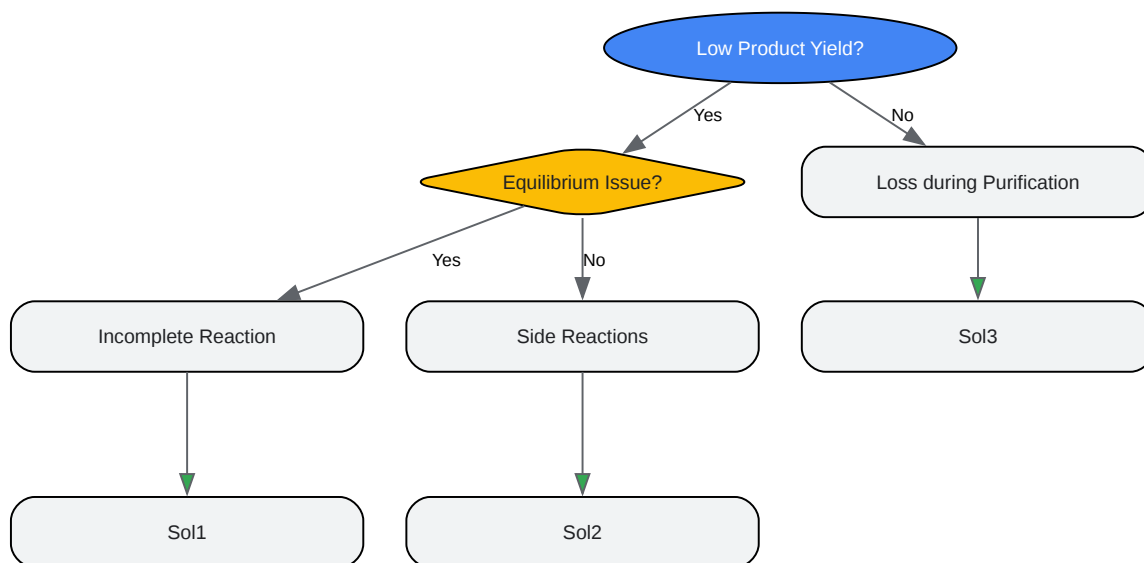 Low Product Yield?
Yes
No
Equilibrium Issue?
Loss during Purification
Yes
No
Incomplete Reaction
Side Reactions
Sol3
Sol1
Sol2